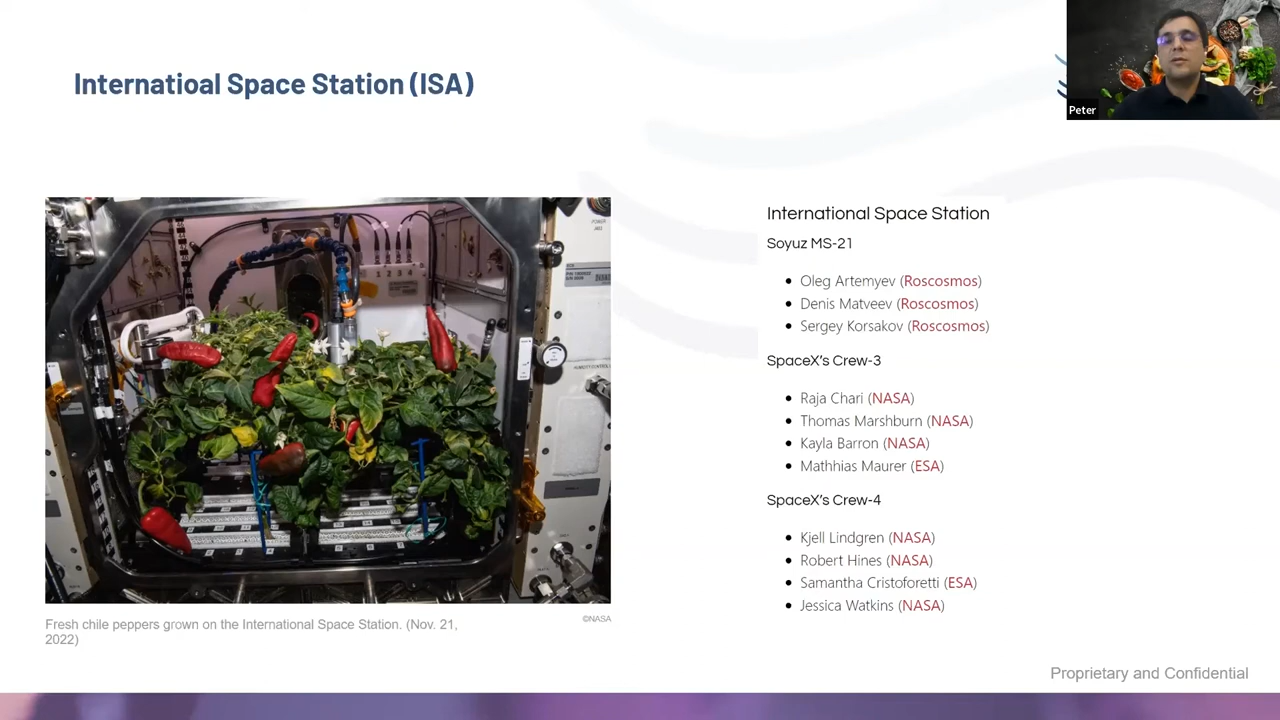 Internatioal Space Station (ISA)
Peter
International Space Station
Soyuz MS-21
Oleg Artemyev (Roscosmos)
Denis Matveev (Roscosmos)
Sergey Korsakov (Roscosmos)
SpaceX's Crew-3
Raja Chari (NASA)
Thomas Marshburn (NASA)
Kayla Barron (NASA)
Mathhias Maurer (ESA)
SpaceX's Crew-4
Kjell Lindgren (NASA)
Robert Hines (NASA)
Samantha Cristoforetti (ESA)
Jessica Watkins (NASA)
Fresh chile peppers grown on the International Space Station. (Nov. 21,
2022)
©NASA
Proprietary and Confidential